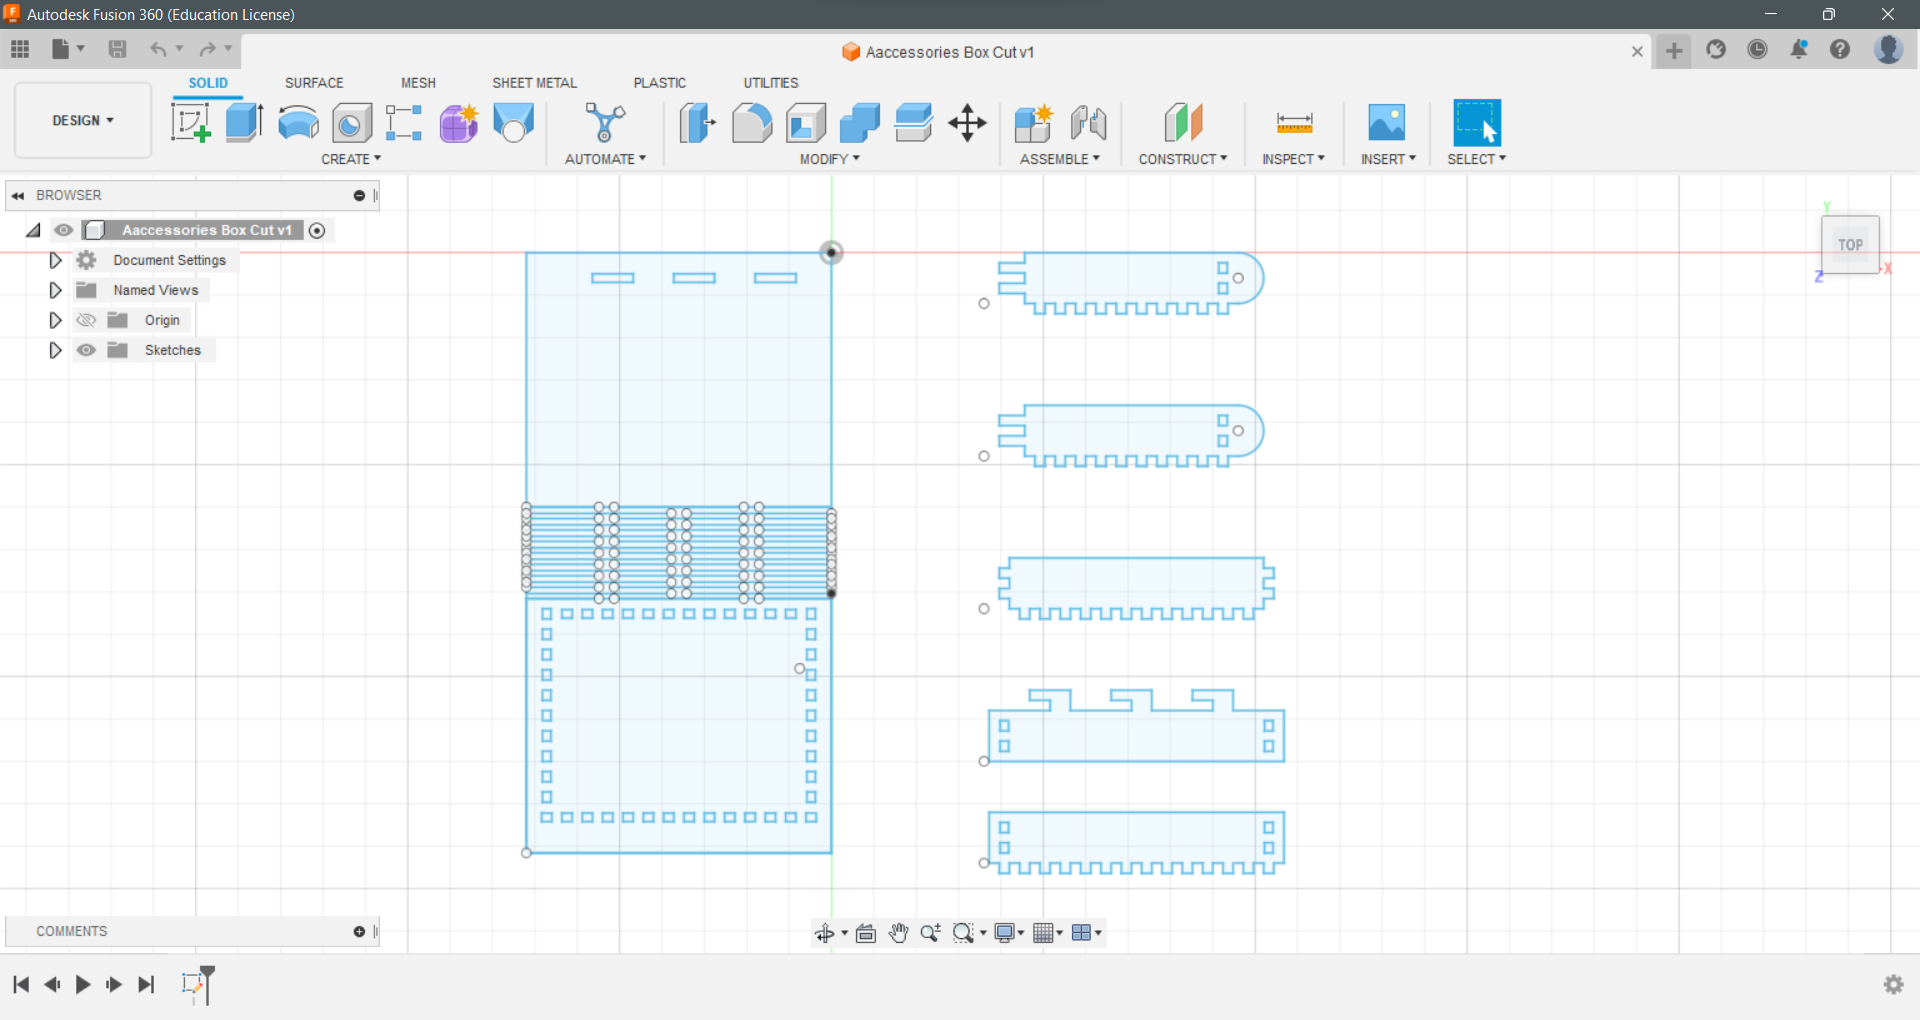 Autodesk Fusion 360 (Education License)
Aaccessories Box Cut v1
SOLID SURFACE MESH SHEET METAL PLASTIC UTILITIES
DESIGN
CREATE AUTOMATE MODIFY ASSEMBLE CONSTRUCT INSPECT INSERT SELECT
BROWSER
Aaccessories Box Cut v1
Document Settings
Named Views
Origin
Sketches
Y
TOP
X
Z
COMMENTS